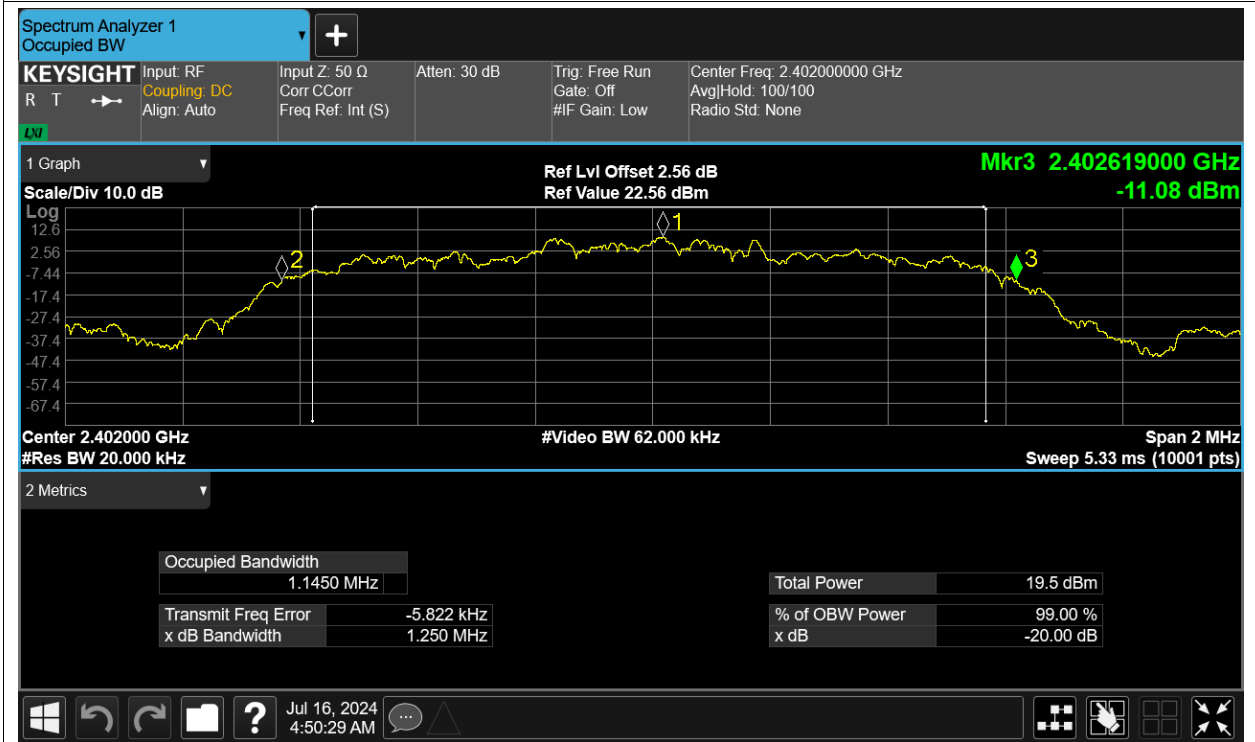 Spectrum Analyzer 1
Occupied BW
+
KEYSIGHT
R T
LXI
Input: RF
Coupling: DC
Align: Auto
Input Z: 50 Ω
Corr CCorr
Freq Ref: Int (S)
Atten: 30 dB
Trig: Free Run
Gate: Off
#IF Gain: Low
Center Freq: 2.402000000 GHz
Avg|Hold: 100/100
Radio Std: None
1 Graph
Scale/Div 10.0 dB
Ref Lvl Offset 2.56 dB
Ref Value 22.56 dBm
Mkr3 2.402619000 GHz
-11.08 dBm
Log
12.6
2.56
-7.44
-17.4
-27.4
-37.4
-47.4
-57.4
-67.4
2
1
3
Center 2.402000 GHz
#Video BW 62.000 kHz
Span 2 MHz
#Res BW 20.000 kHz
Sweep 5.33 ms (10001 pts)
2 Metrics
Occupied Bandwidth
1.1450 MHz
Transmit Freq Error -5.822 kHz
x dB Bandwidth 1.250 MHz
Total Power 19.5 dBm
% of OBW Power 99.00 %
x dB -20.00 dB
?
Jul 16, 2024
4:50:29 AM